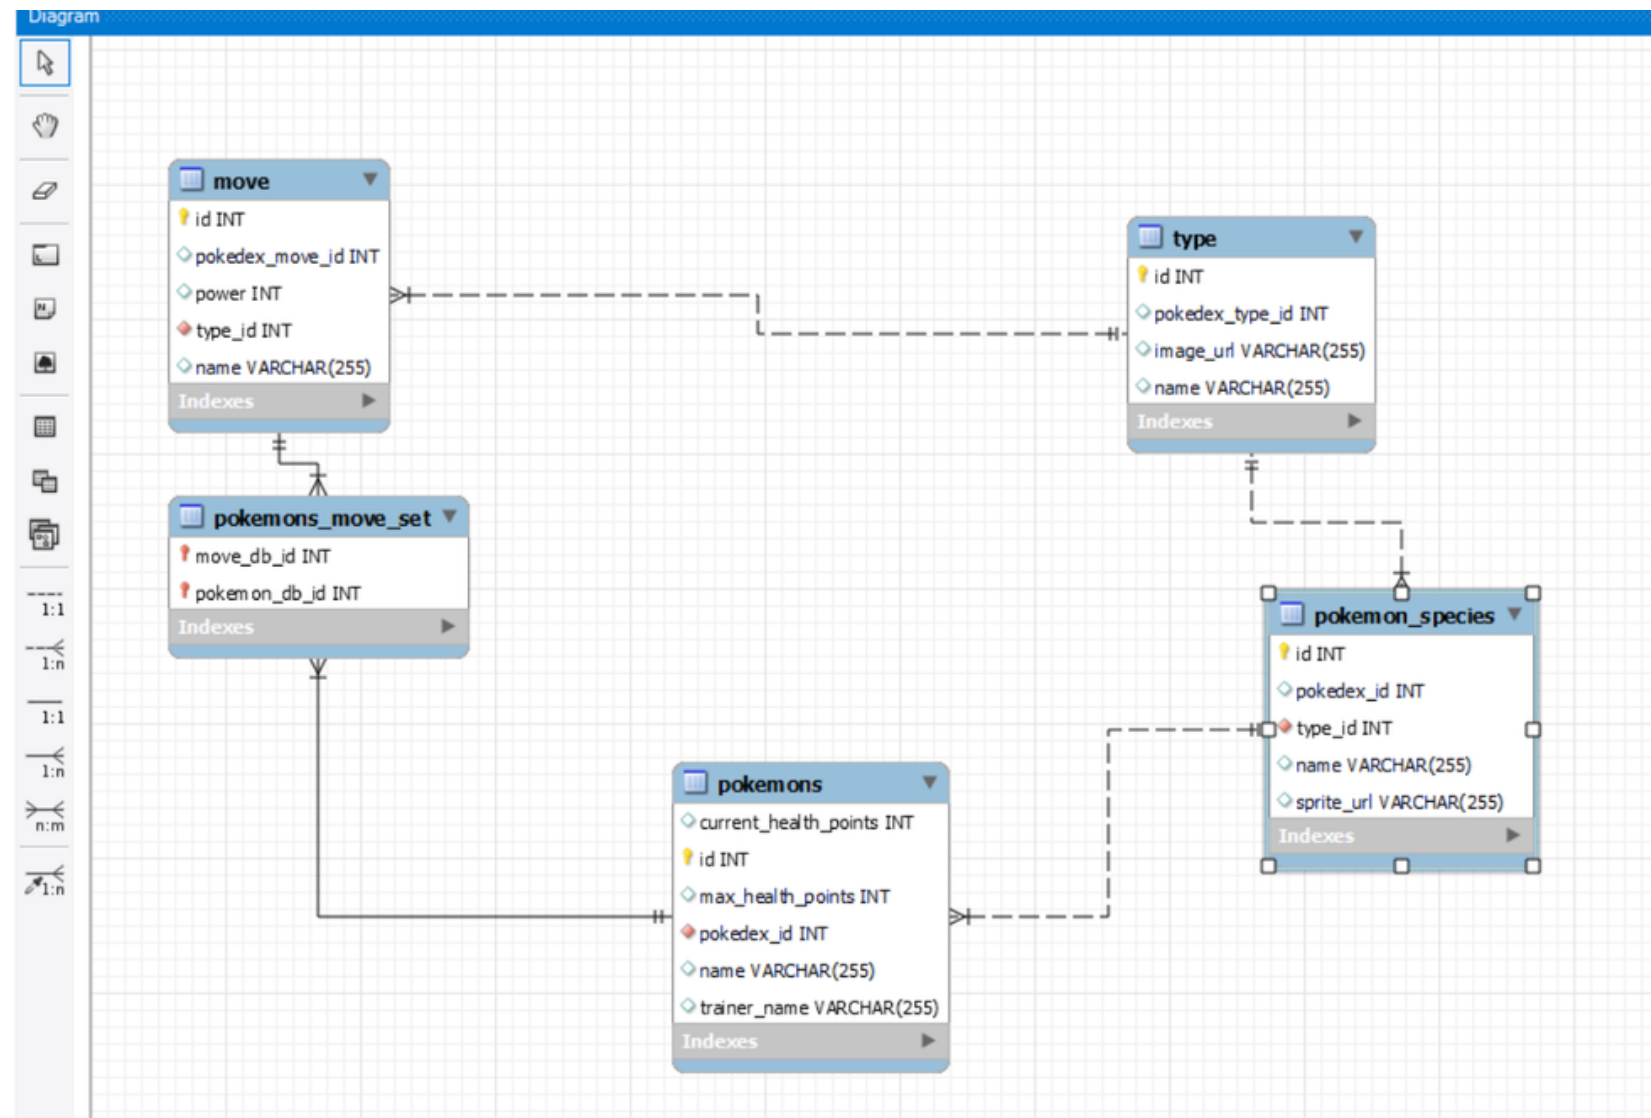 Diagram
move
id INT
pokedex_move_id INT
power INT
type_id INT
name VARCHAR(255)
Indexes
type
id INT
pokedex_type_id INT
image_url VARCHAR(255)
name VARCHAR(255)
Indexes
pokemons_move_set
move_db_id INT
pokemon_db_id INT
Indexes
pokemon_species
id INT
pokedex_id INT
type_id INT
name VARCHAR(255)
sprite_url VARCHAR(255)
Indexes
pokemons
current_health_points INT
id INT
max_health_points INT
pokedex_id INT
name VARCHAR(255)
trainer_name VARCHAR(255)
Indexes
1:1
1:n
1:1
1:n
n:m
1:n